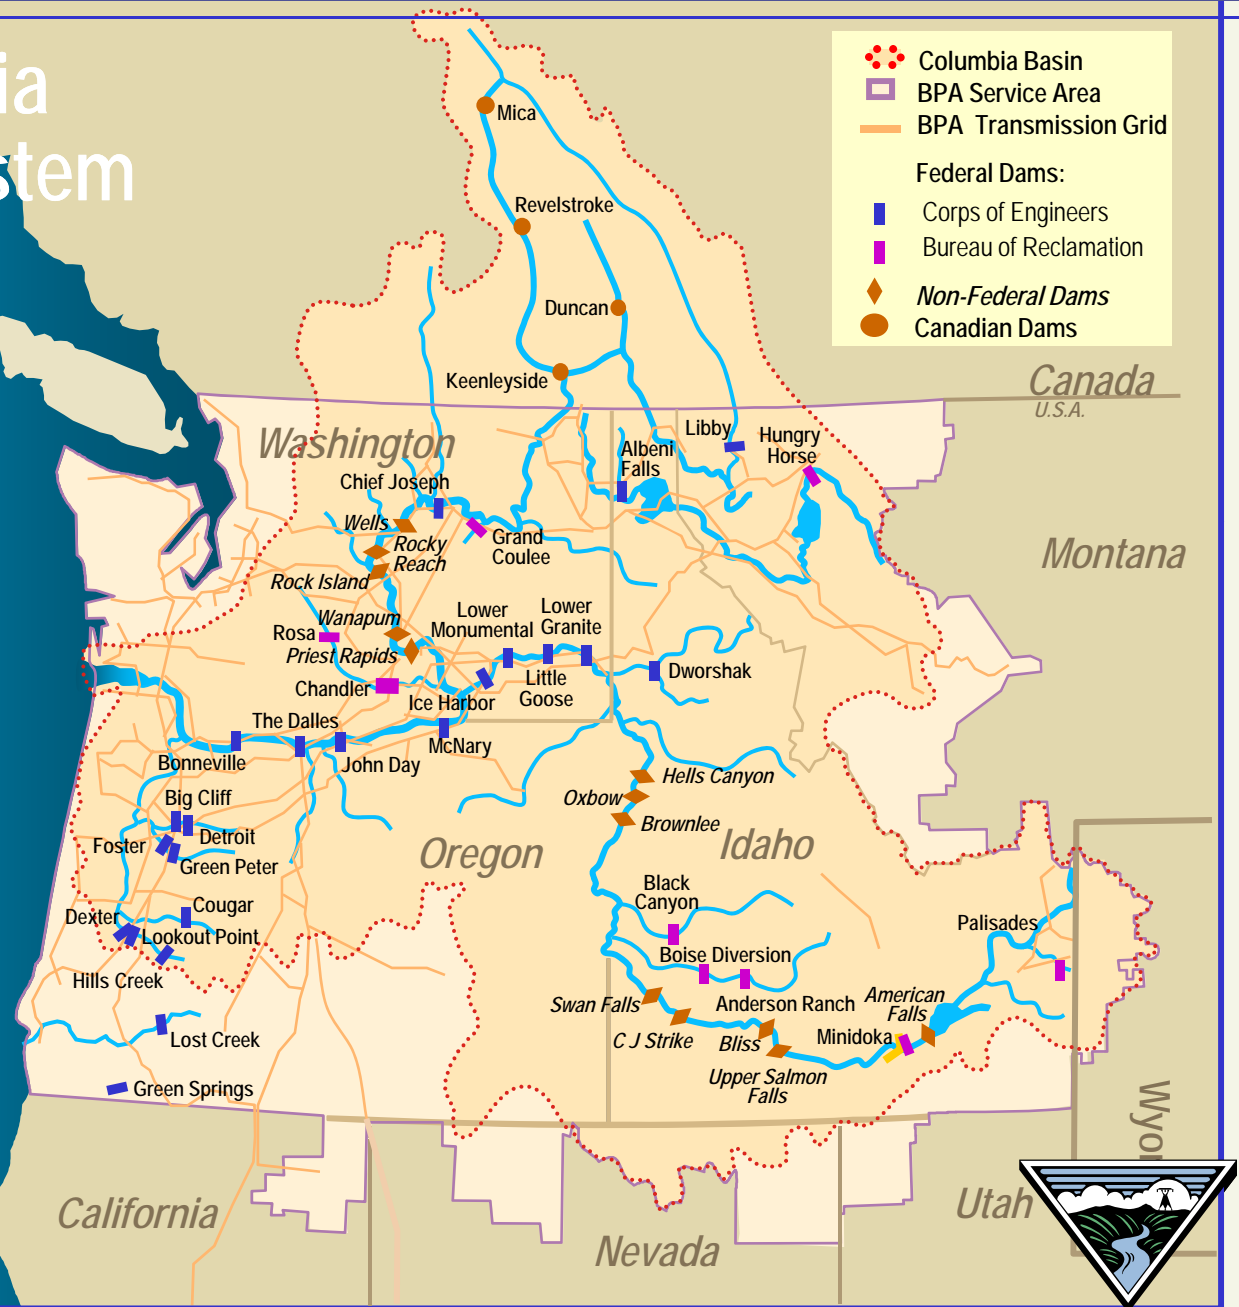 ia
stem
Columbia Basin
BPA Service Area
BPA Transmission Grid
Federal Dams:
Corps of Engineers
Bureau of Reclamation
Non-Federal Dams
Canadian Dams
Mica
Revelstroke
Duncan
Keenleyside
Canada
U.S.A.
Washington
Libby
Hungry
Horse
Albeni
Falls
Chief Joseph
Wells
Rocky
Reach
Grand
Coulee
Rock Island
Montana
Wanapum
Lower
Monumental
Lower
Granite
Rosa
Priest Rapids
Chandler
Little
Goose
Dworshak
Ice Harbor
The Dalles
McNary
Bonneville
John Day
Hells Canyon
Oxbow
Brownlee
Big Cliff
Detroit
Foster
Green Peter
Oregon
Idaho
Black
Canyon
Cougar
Dexter
Lookout Point
Palisades
Boise Diversion
Hills Creek
Swan Falls
Anderson Ranch
American
Falls
Lost Creek
C J Strike
Bliss
Minidoka
Upper Salmon
Falls
Green Springs
Wyon
California
Utah
Nevada